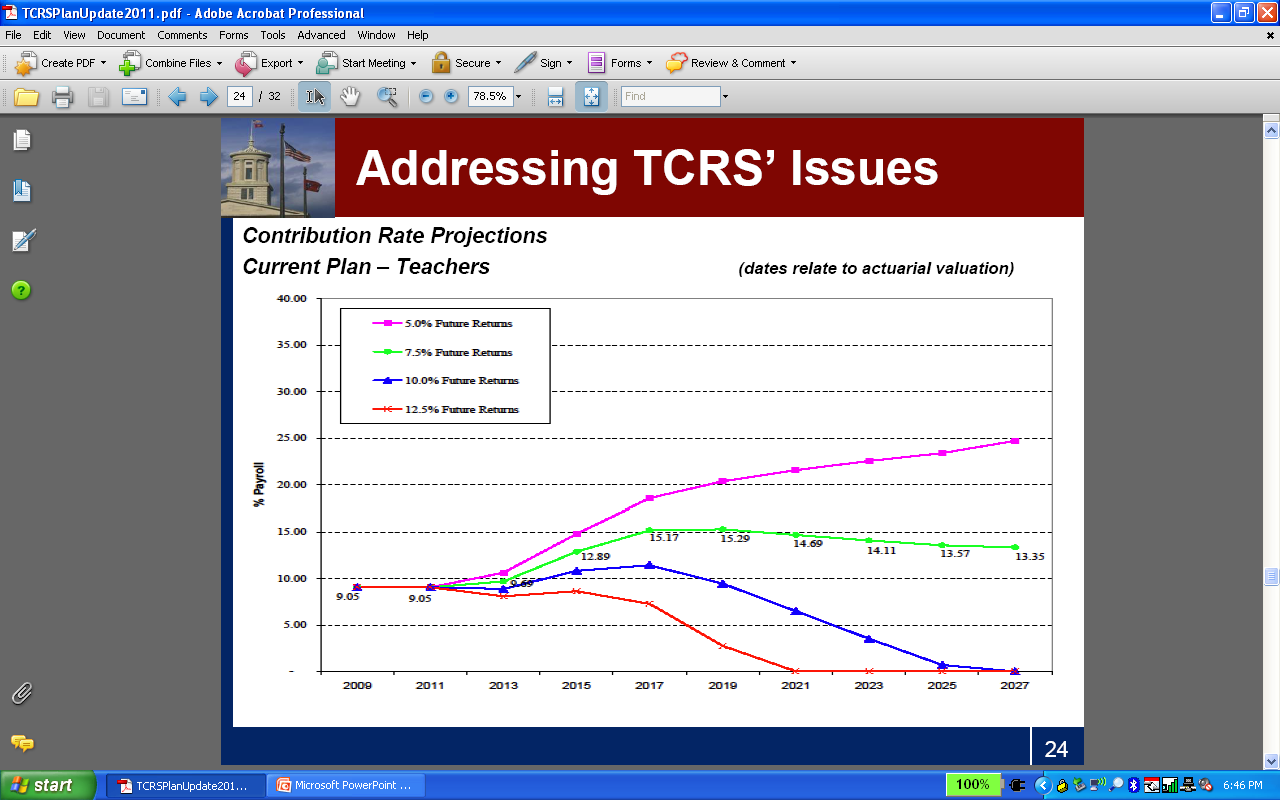 TCRSPlanUpdate2011.pdf - Adobe Acrobat Professional
File Edit View Document Comments Forms Tools Advanced Window Help
Create PDF Combine Files Export Start Meeting Secure Sign Forms Review & Comment
24 / 32 78.5% Find
Addressing TCRS’ Issues
Contribution Rate Projections
Current Plan – Teachers (dates relate to actuarial valuation)
40.00
5.0% Future Returns
35.00
7.5% Future Returns
30.00
10.0% Future Returns
12.5% Future Returns
25.00
% Payroll
20.00
15.00
15.17 15.29 14.69 14.11 13.57 13.35
12.89
10.00
9.69
9.05 9.05
5.00
-
2009 2011 2013 2015 2017 2019 2021 2023 2025 2027
24
start TCRSPlanUpdate201... Microsoft PowerPoint ... 100% 6:46 PM